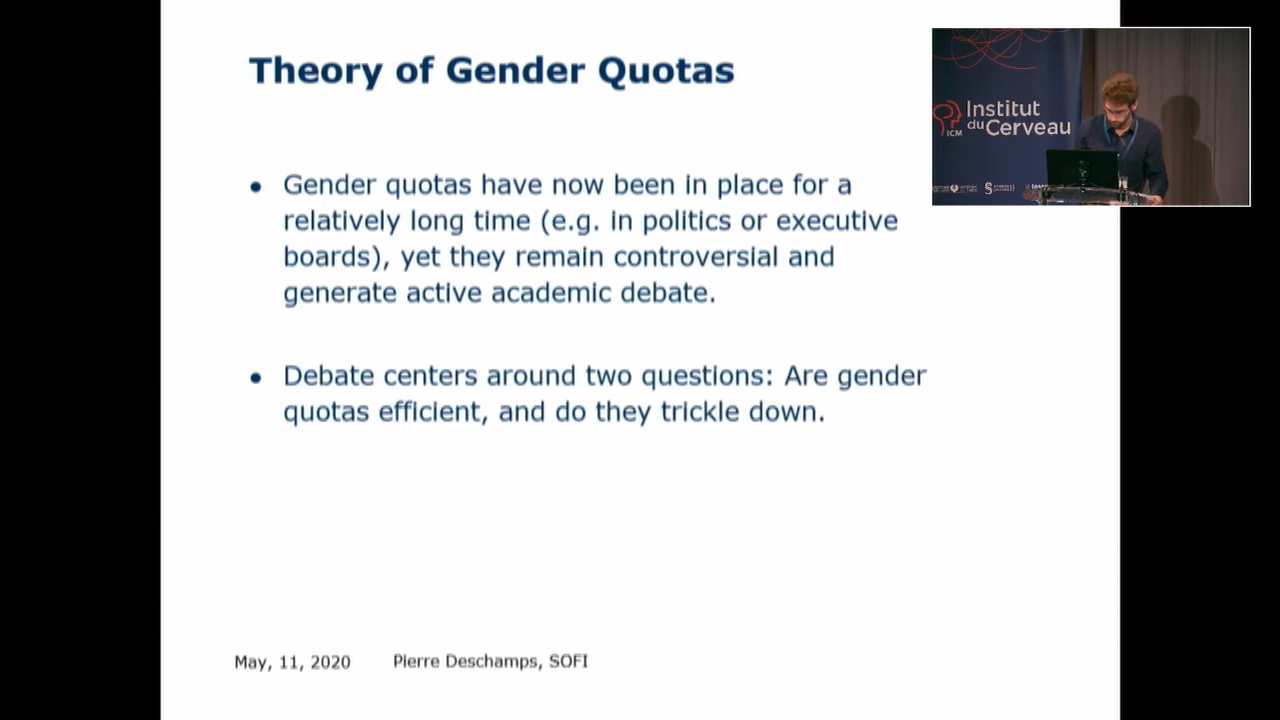 Theory of Gender Quotas
Institut
du Cerveau
ICM
• Gender quotas have now been in place for a
relatively long time (e.g. in politics or executive
boards), yet they remain controversial and
generate active academic debate.
• Debate centers around two questions: Are gender
quotas efficient, and do they trickle down.
May, 11, 2020 Pierre Deschamps, SOFI